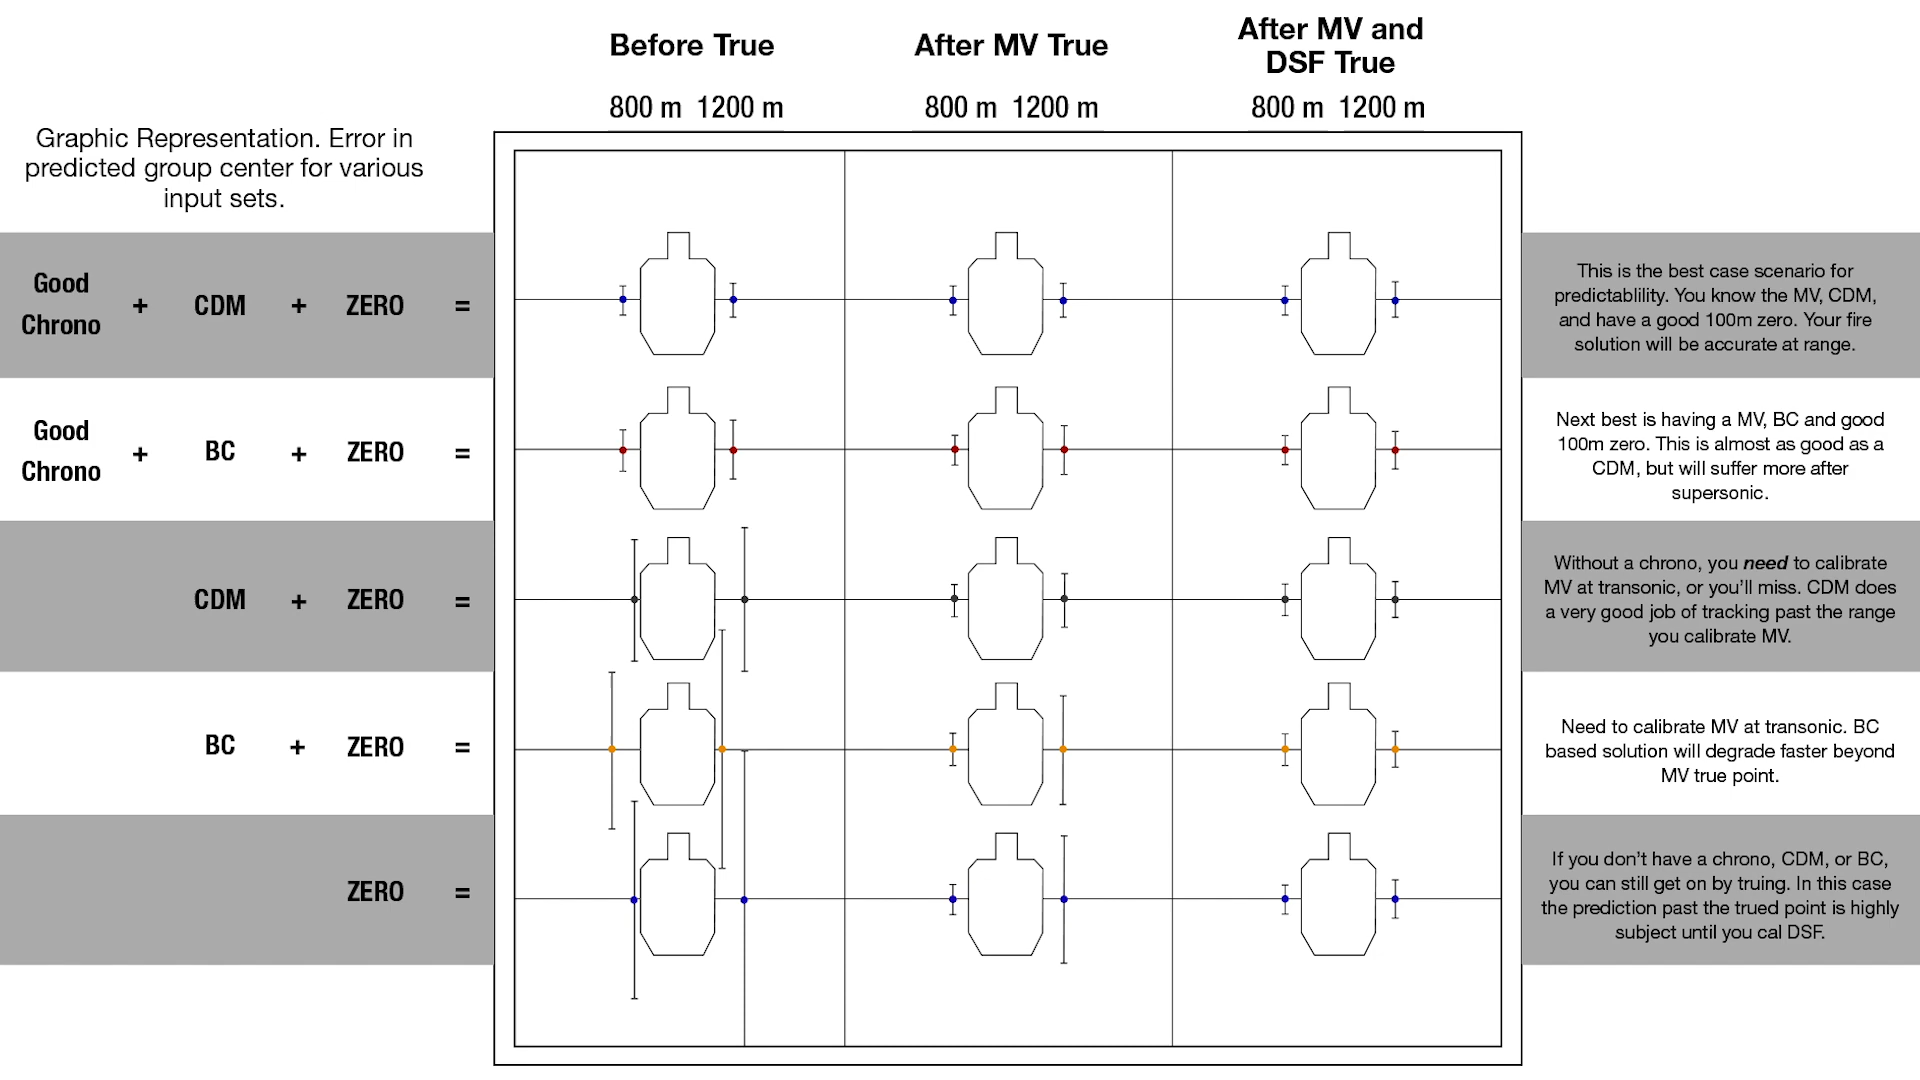 Before True
After MV True
After MV and
DSF True
800 m 1200 m
800 m 1200 m
800 m 1200 m
Graphic Representation. Error in
predicted group center for various
input sets.
Good
Chrono + CDM + ZERO =
This is the best case scenario for
predictablility. You know the MV, CDM,
and have a good 100m zero. Your fire
solution will be accurate at range.
Good
Chrono + BC + ZERO =
Next best is having a MV, BC and good
100m zero. This is almost as good as a
CDM, but will suffer more after
supersonic.
CDM + ZERO =
Without a chrono, you need to calibrate
MV at transonic, or you'll miss. CDM does
a very good job of tracking past the range
you calibrate MV.
BC + ZERO =
Need to calibrate MV at transonic. BC
based solution will degrade faster beyond
MV true point.
ZERO =
If you don't have a chrono, CDM, or BC,
you can still get on by truing. In this case
the prediction past the trued point is highly
subject until you cal DSF.